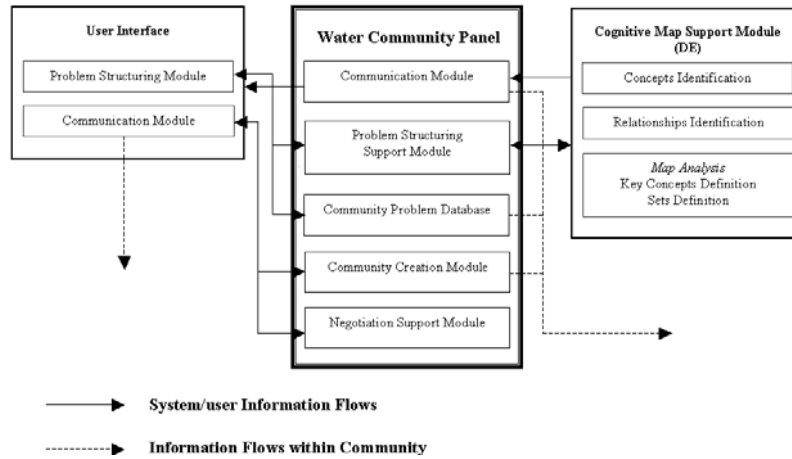 User Interface
Problem Structuring Module
Communication Module
Water Community Panel
Communication Module
Problem Structuring
Support Module
Community Problem Database
Community Creation Module
Negotiation Support Module
Cognitive Map Support Module
(DE)
Concepts Identification
Relationships Identification
Map Analysis
Key Concepts Definition
Sets Definition
System/user Information Flows
Information Flows within Community